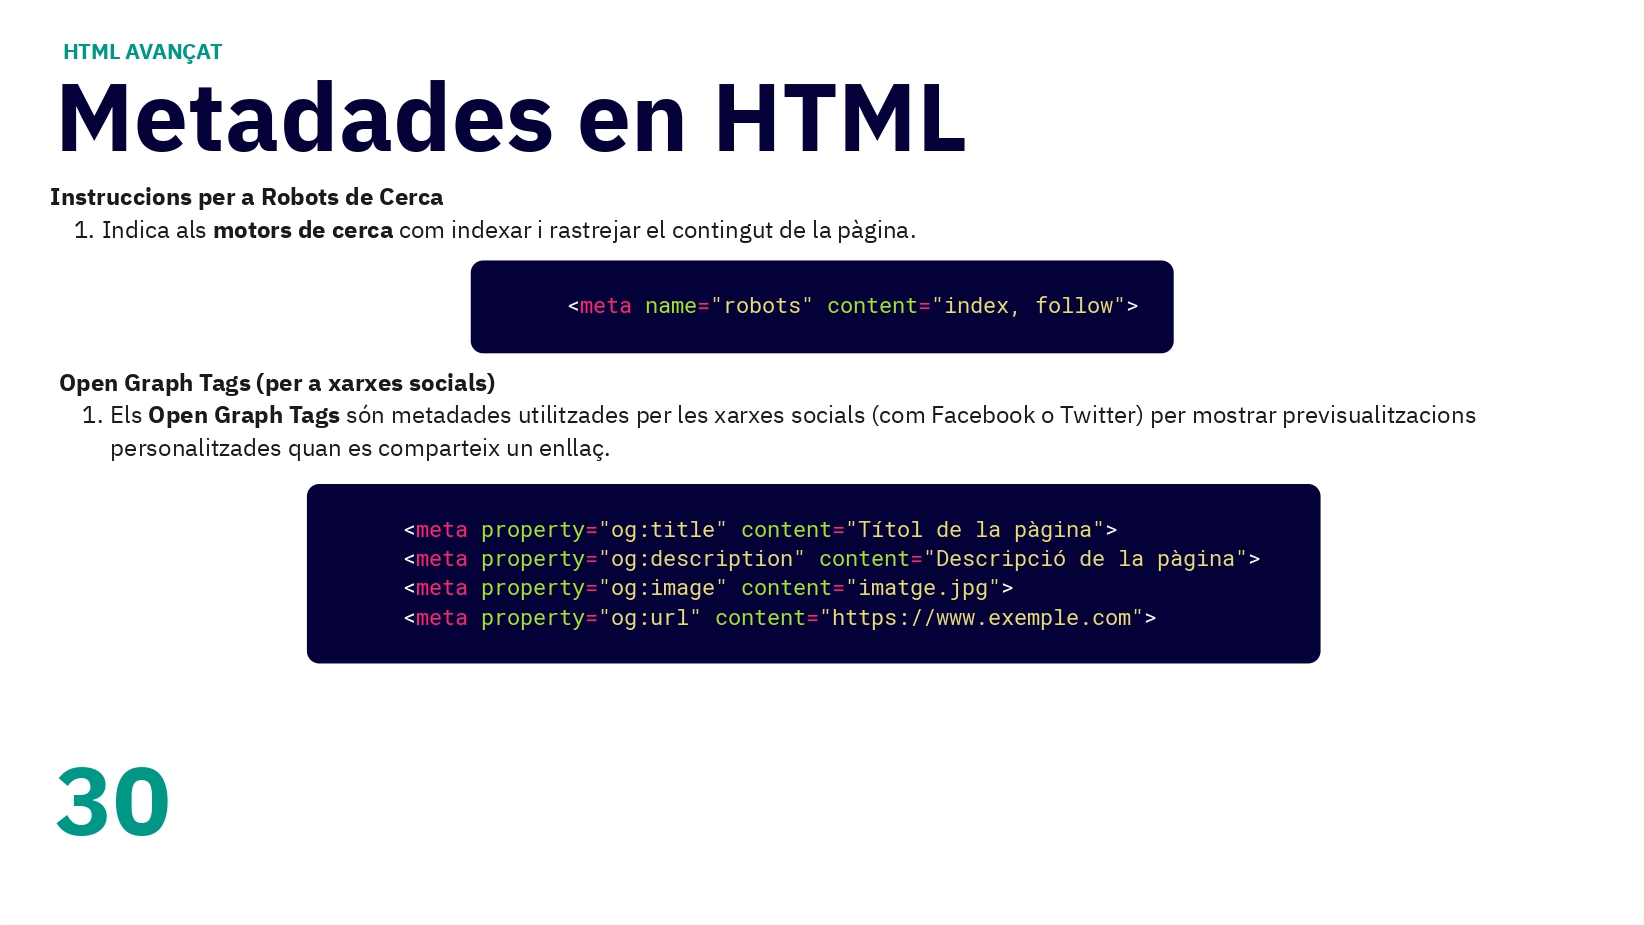 HTML AVANÇAT
Metadades en HTML
Instruccions per a Robots de Cerca
1. Indica als motors de cerca com indexar i rastrejar el contingut de la pàgina.
<meta name="robots" content="index, follow">
Open Graph Tags (per a xarxes socials)
1. Els Open Graph Tags són metadades utilitzades per les xarxes socials (com Facebook o Twitter) per mostrar previsualitzacions
personalitzades quan es comparteix un enllaç.
<meta property="og:title" content="Títol de la pàgina">
<meta property="og:description" content="Descripció de la pàgina">
<meta property="og:image" content="imatge.jpg">
<meta property="og:url" content="https://www.exemple.com">
30